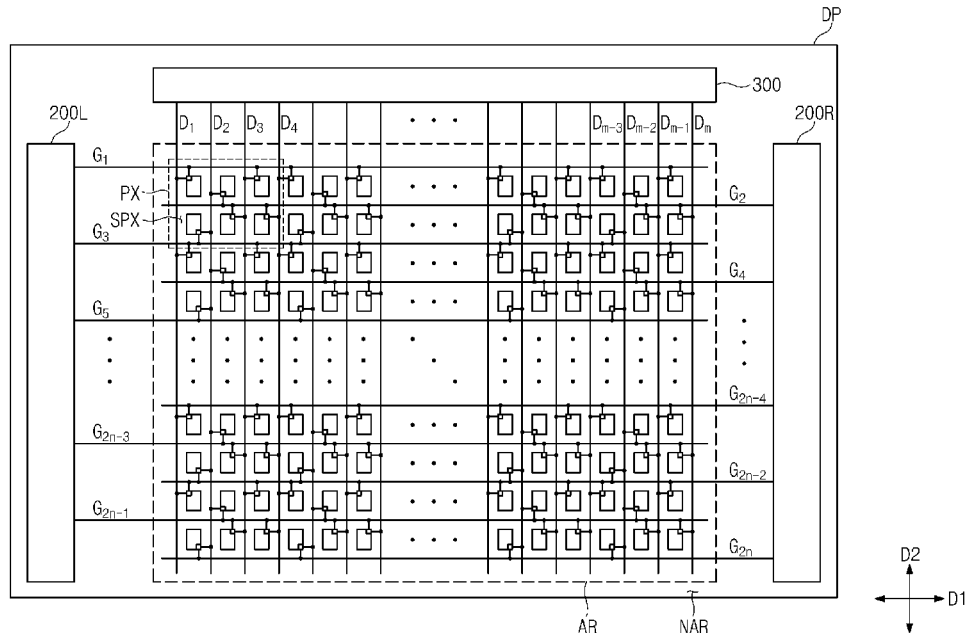 DP
300
200L
D₁ D₂ D₃ D₄ Dₘ₋₃ Dₘ₋₂ Dₘ₋₁ Dₘ
200R
G₁
PX
G₂
SPX
G₃
G₄
G₅
G₂ₙ₋₄
G₂ₙ₋₃
G₂ₙ₋₂
G₂ₙ₋₁
G₂ₙ
D2
D1
AR NAR